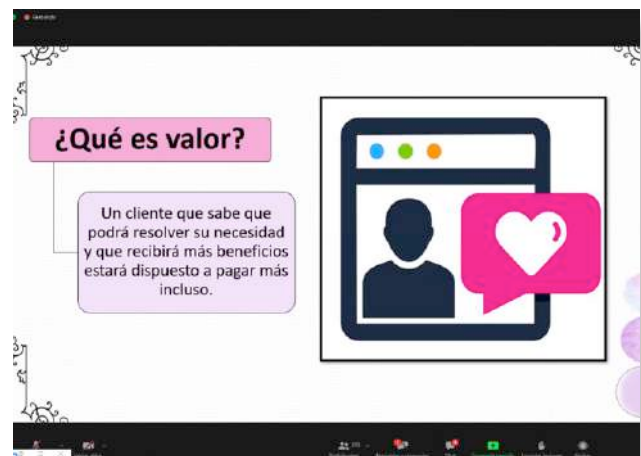 ¿Qué es valor?
Un cliente que sabe que
podrá resolver su necesidad
y que recibirá más beneficios
estará dispuesto a pagar más
incluso.